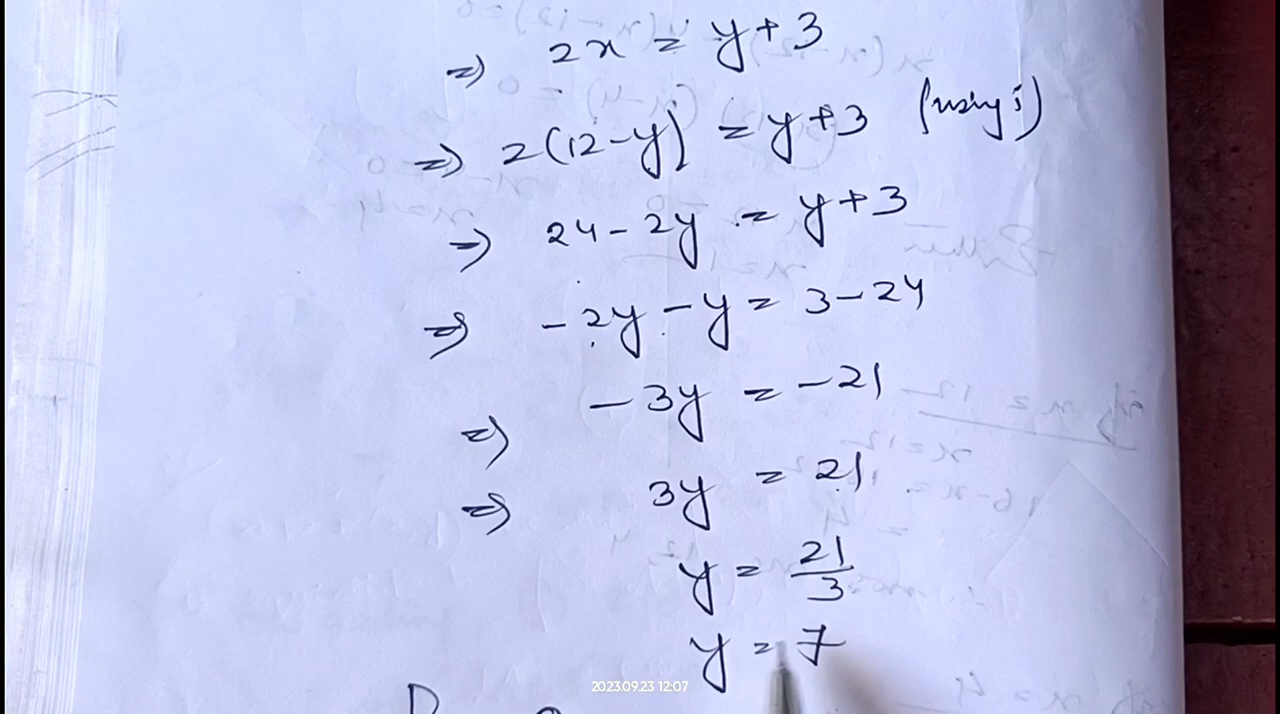 ⇒ 2x = y+3
⇒ 2(12-y) = y+3 (using i)
⇒ 24-2y = y+3
⇒ -2y-y = 3-24
⇒ -3y = -21
⇒ 3y = 21
y = 21/3
y = 7
2023.09.23 12:07